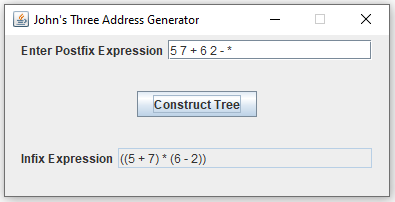 John's Three Address Generator
Enter Postfix Expression 5 7 + 6 2 - *
Construct Tree
Infix Expression ((5 + 7) * (6 - 2))